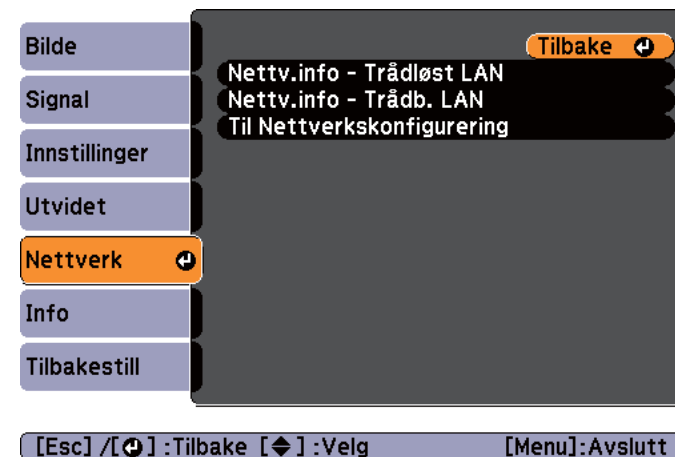 Bilde
Signal
Innstillinger
Utvidet
Nettverk
Info
Tilbakestill
Tilbake
Nettv.info - Trådløst LAN
Nettv.info - Trådb. LAN
Til Nettverkskonfigurering
[Esc] /[⏎] :Tilbake [◆] :Velg [Menu]:Avslutt